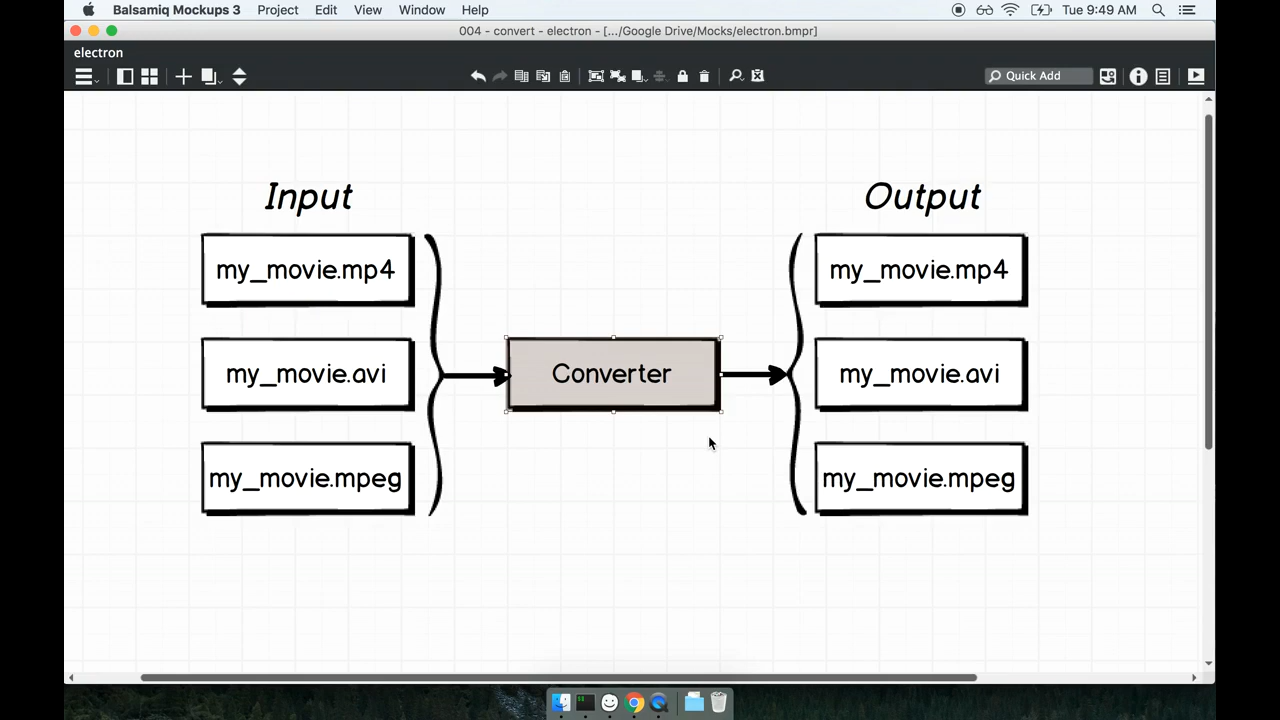 Balsamiq Mockups 3 Project Edit View Window Help Tue 9:49 AM
004 - convert - electron - [.../Google Drive/Mocks/electron.bmpr]
electron
Quick Add
Input
Output
my_movie.mp4
my_movie.mp4
my_movie.avi
Converter
my_movie.avi
my_movie.mpeg
my_movie.mpeg